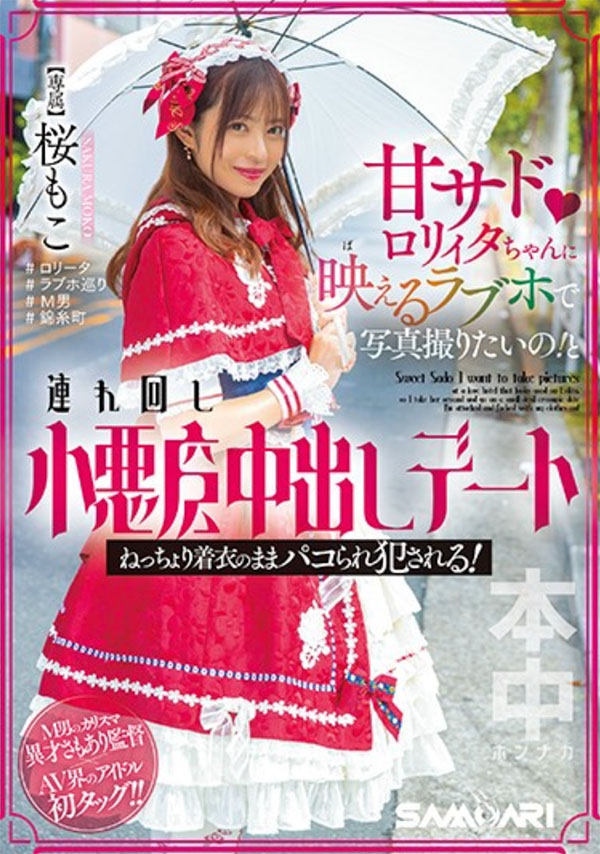 【専属】
桜もこ
SAKURA MOKO
# ロリータ
# ラブホ巡り
# M男
# 錦糸町
甘サド♥
ロリィタちゃんに
ば
映えるラブホで
写真撮りたいの!と
Sweet Sado I want to take pictures
連れ回し
小悪魔中出しデート
ねっちょり着衣のままパコられ犯される!
本中
ホンナカ
M男のカリスマ
異才さもあり監督
AV界のアイドル
初タッグ!!
SAMOARI